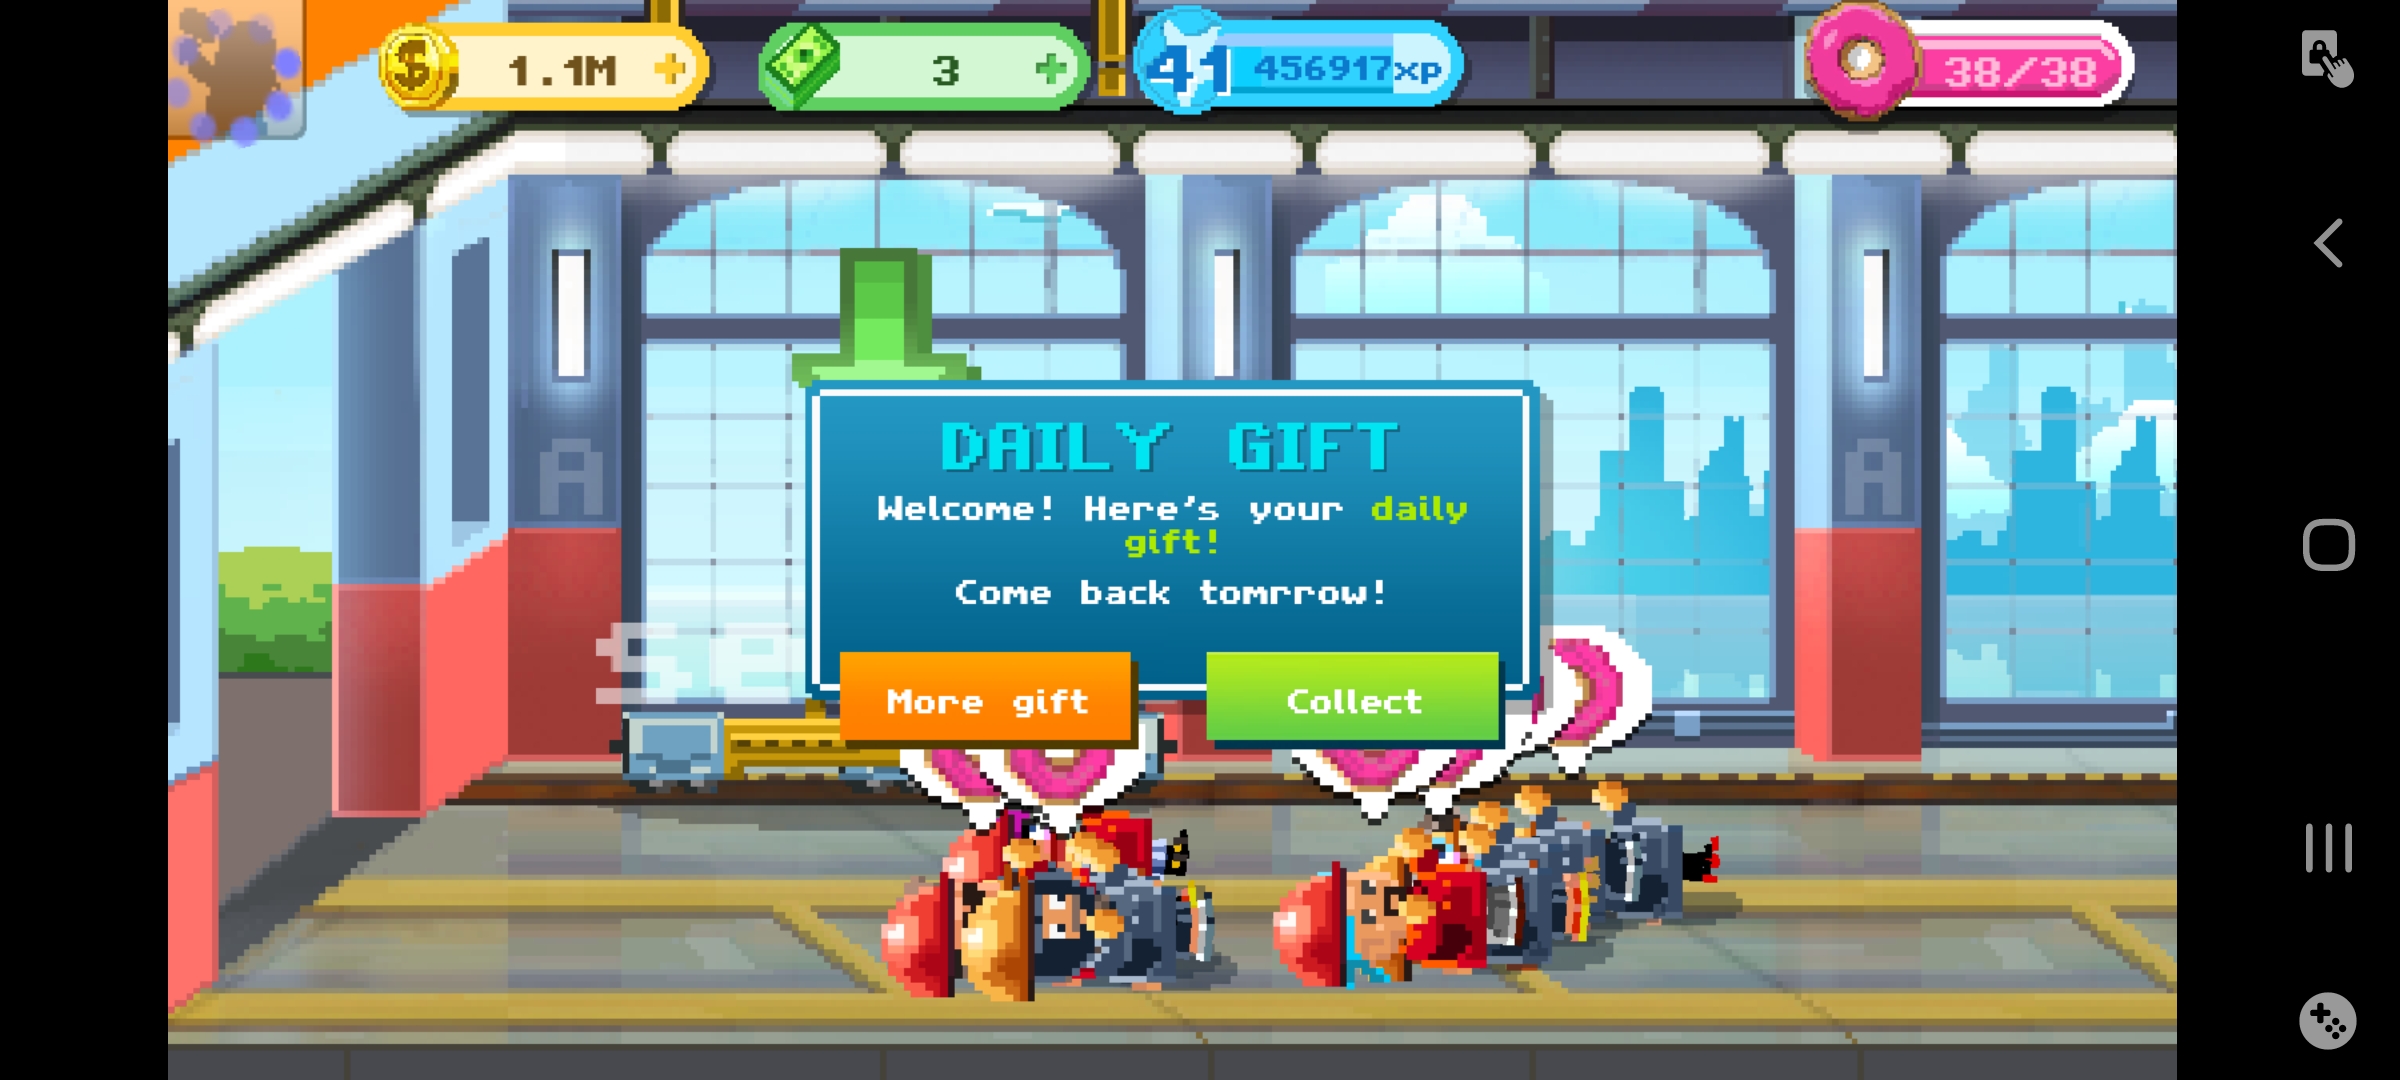 1.1M
3
41 456917xp
38/38
A
A
DAILY GIFT
Welcome! Here's your daily
gift!
Come back tomrrow!
More gift
Collect